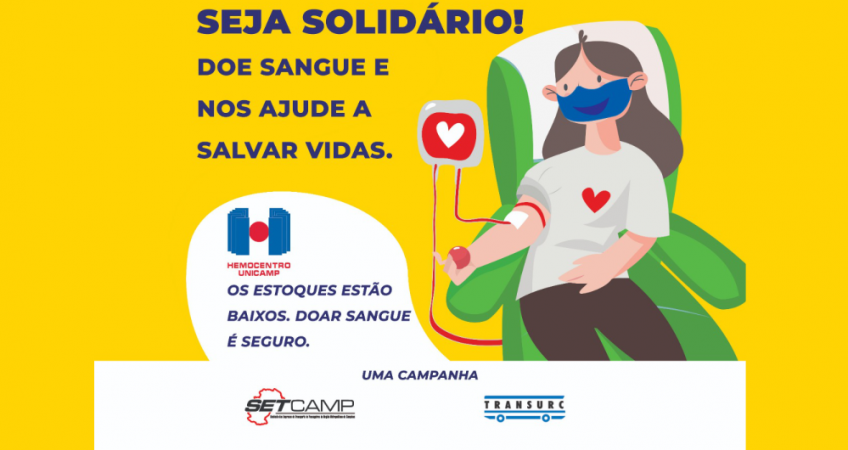 SEJA SOLIDÁRIO!
DOE SANGUE E
NOS AJUDE A
SALVAR VIDAS.
HEMOCENTRO
UNICAMP
OS ESTOQUES ESTÃO
BAIXOS. DOAR SANGUE
É SEGURO.
UMA CAMPANHA
SETCAMP
TRANSURC